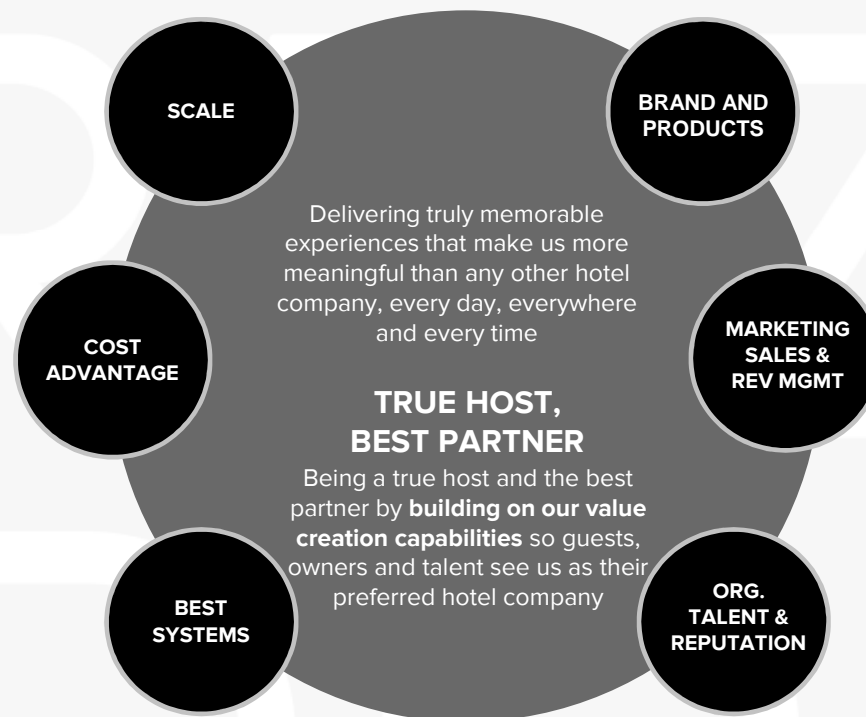 SCALE
BRAND AND
PRODUCTS
Delivering truly memorable
experiences that make us more
meaningful than any other hotel
company, every day, everywhere
and every time
COST
ADVANTAGE
MARKETING
SALES &
REV MGMT
TRUE HOST,
BEST PARTNER
Being a true host and the best
partner by building on our value
creation capabilities so guests,
owners and talent see us as their
preferred hotel company
BEST
SYSTEMS
ORG.
TALENT &
REPUTATION